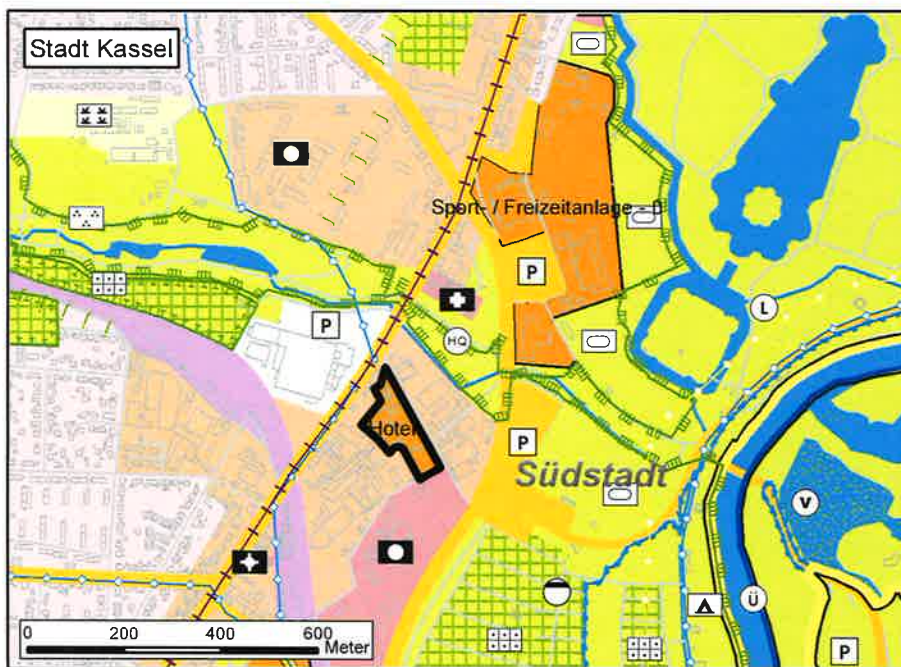 Stadt Kassel
Sport- / Freizeitanlage - D
P
L
P
HQ
Hotel
P
Südstadt
V
Ü
P
0 200 400 600 Meter